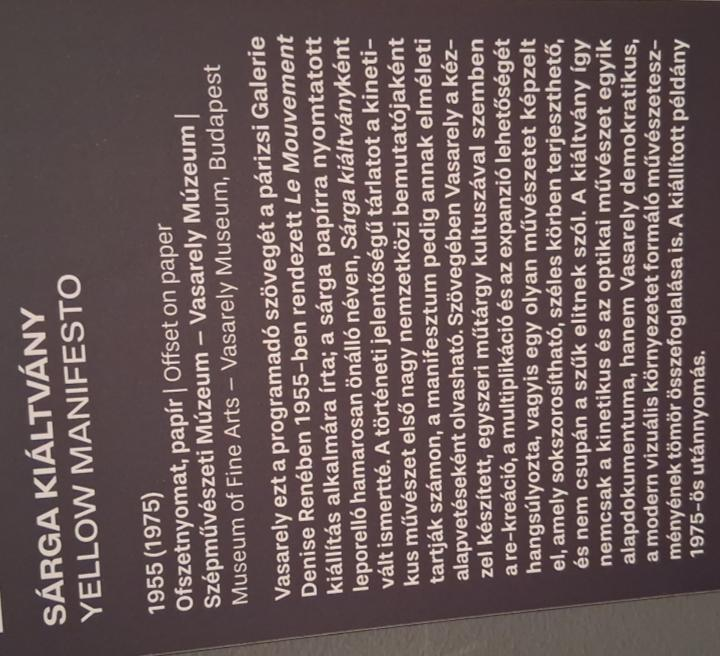 SÁRGA KIÁLTVÁNY
YELLOW MANIFESTO
1955 (1975)
Ofszetnyomat, papír | Offset on paper
Szépművészeti Múzeum – Vasarely Múzeum |
Museum of Fine Arts – Vasarely Museum, Budapest
Vasarely ezt a programadó szövegét a párizsi Galerie
Denise Renében 1955-ben rendezett Le Mouvement
kiállítás alkalmára írta; a sárga papírra nyomtatott
leporelló hamarosan önálló néven, Sárga kiáltványként
vált ismertté. A történeti jelentőségű tárlatot a kineti-
kus művészet első nagy nemzetközi bemutatójaként
tartják számon, a manifesztum pedig annak elméleti
alapvetéseként olvasható. Szövegében Vasarely a kéz-
zel készített, egyszeri műtárgy kultuszával szemben
a re-kreáció, a multiplikáció és az expanzió lehetőségét
hangsúlyozta, vagyis egy olyan művészetet képzelt
el, amely sokszorosítható, széles körben terjeszthető,
és nem csupán a szűk elitnek szól. A kiáltvány így
nemcsak a kinetikus és az optikai művészet egyik
alapdokumentuma, hanem Vasarely demokratikus,
a modern vizuális környezetet formáló művészetesz-
ményének tömör összefoglalása is. A kiállított példány
1975-ös utánnyomás.